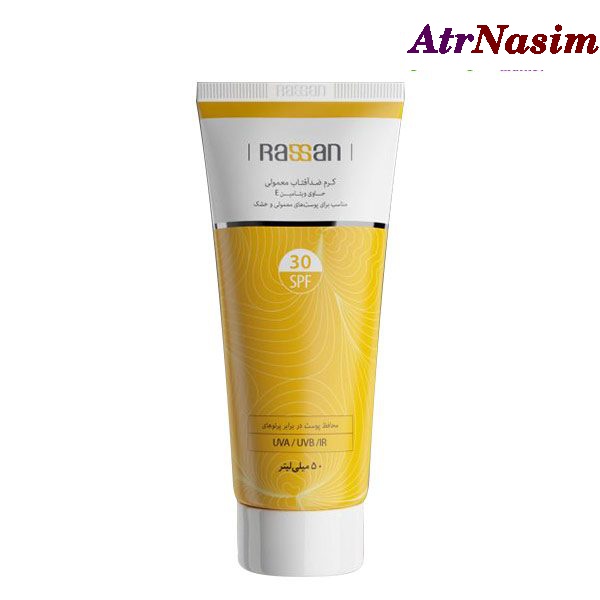 AtrNasim
RASSAN
| RASSAN |
کرم ضدآفتاب معمولی
حاوی ویتامین E
مناسب برای پوست‌های معمولی و خشک
30
SPF
محافظ پوست در برابر پرتوهای
UVA / UVB /IR
۵۰ میلی‌لیتر